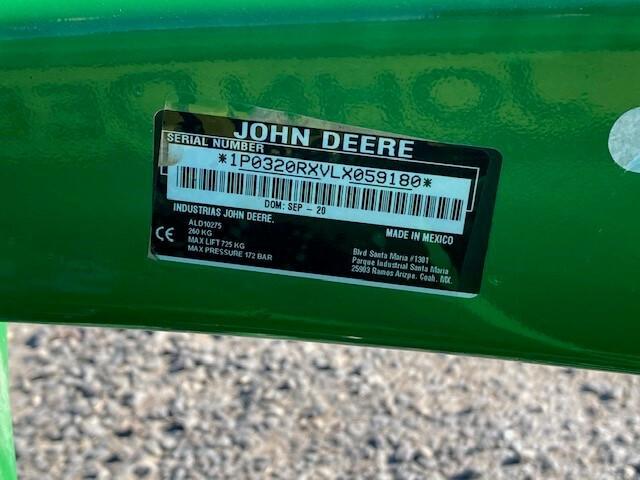 JOHN DEERE
SERIAL NUMBER
*1P0320RXVLX059180*
DOM: SEP - 20
INDUSTRIAS JOHN DEERE.
MADE IN MEXICO
ALD10275
260 KG
MAX LIFT 725 KG
MAX PRESSURE 172 BAR
CE
Blvd Santa Maria #1301
Parque Industrial Santa Maria
25903 Ramos Arizpe. Coah. MX.